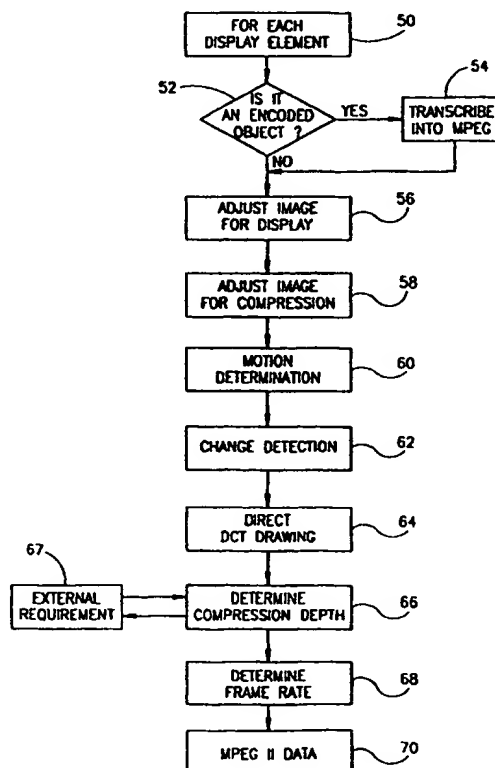 FOR EACH
DISPLAY ELEMENT
50
52
IS IT
AN ENCODED
OBJECT ?
YES
54
TRANSCRIBE
INTO MPEG
NO
ADJUST IMAGE
FOR DISPLAY
56
ADJUST IMAGE
FOR COMPRESSION
58
MOTION
DETERMINATION
60
CHANGE DETECTION
62
DIRECT
DCT DRAWING
64
67
EXTERNAL
REQUIREMENT
DETERMINE
COMPRESSION DEPTH
66
DETERMINE
FRAME RATE
68
MPEG II DATA
70